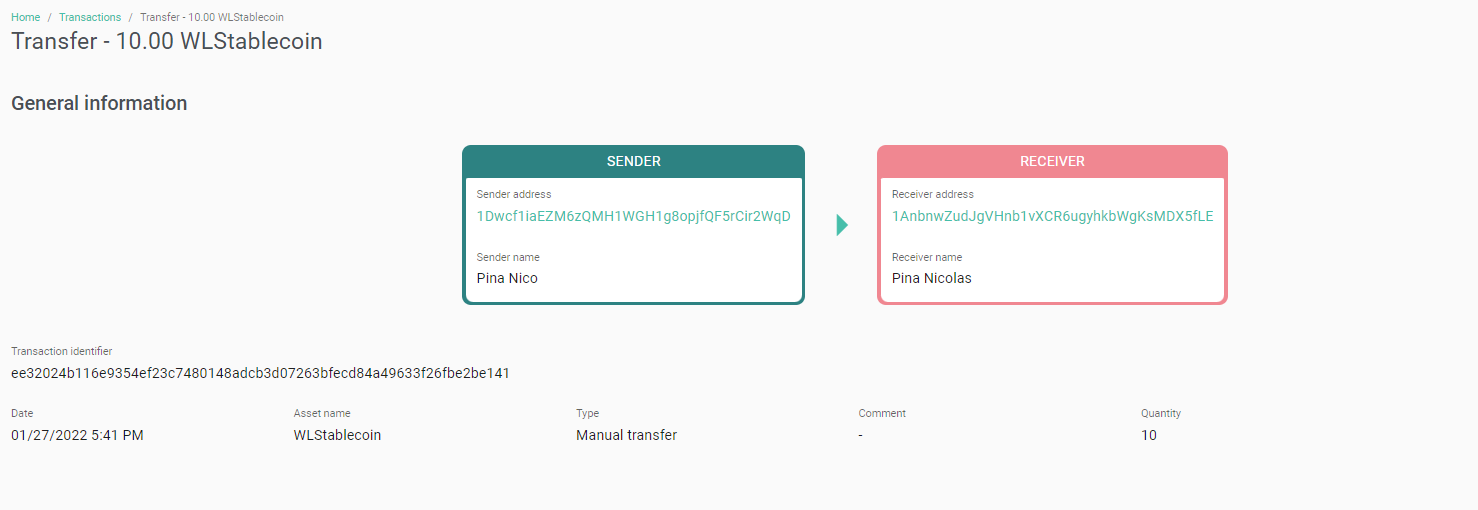 Home / Transactions / Transfer - 10.00 WLStablecoin
Transfer - 10.00 WLStablecoin
General information
SENDER
Sender address
1Dwcf1iaEZM6zQMH1WGH1g8opjfQF5rCir2WqD
Sender name
Pina Nico
RECEIVER
Receiver address
1AnbnwZudJgVHnb1vXCR6ugyhkbWgKsMDX5fLE
Receiver name
Pina Nicolas
Transaction identifier
ee32024b116e9354ef23c7480148adcb3d07263bfecd84a49633f26fbe2be141
Date Asset name Type Comment Quantity
01/27/2022 5:41 PM WLStablecoin Manual transfer - 10